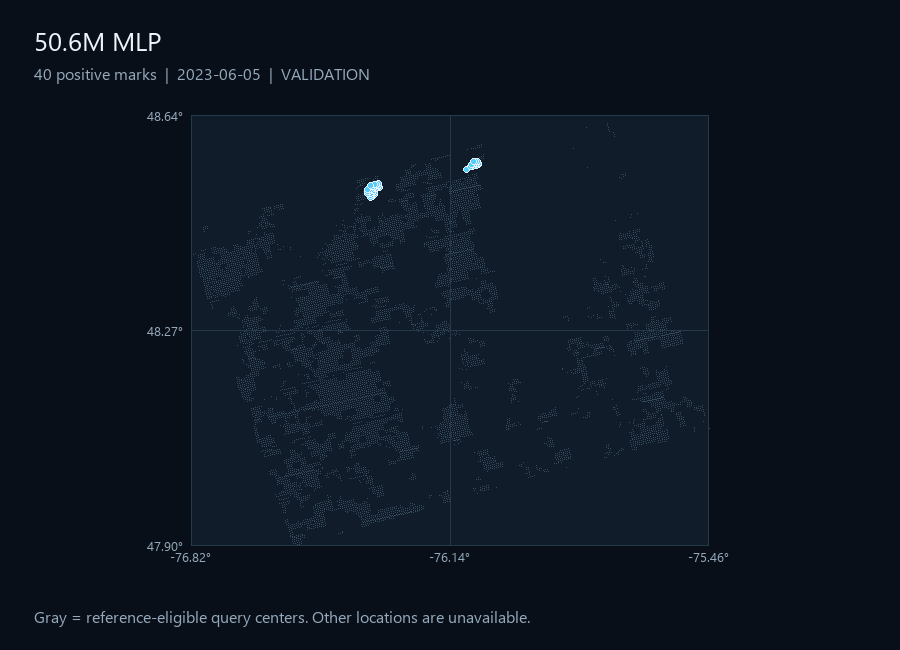 50.6M MLP
40 positive marks | 2023-06-05 | VALIDATION
48.64°
48.27°
47.90°
-76.82°
-76.14°
-75.46°
Gray = reference-eligible query centers. Other locations are unavailable.